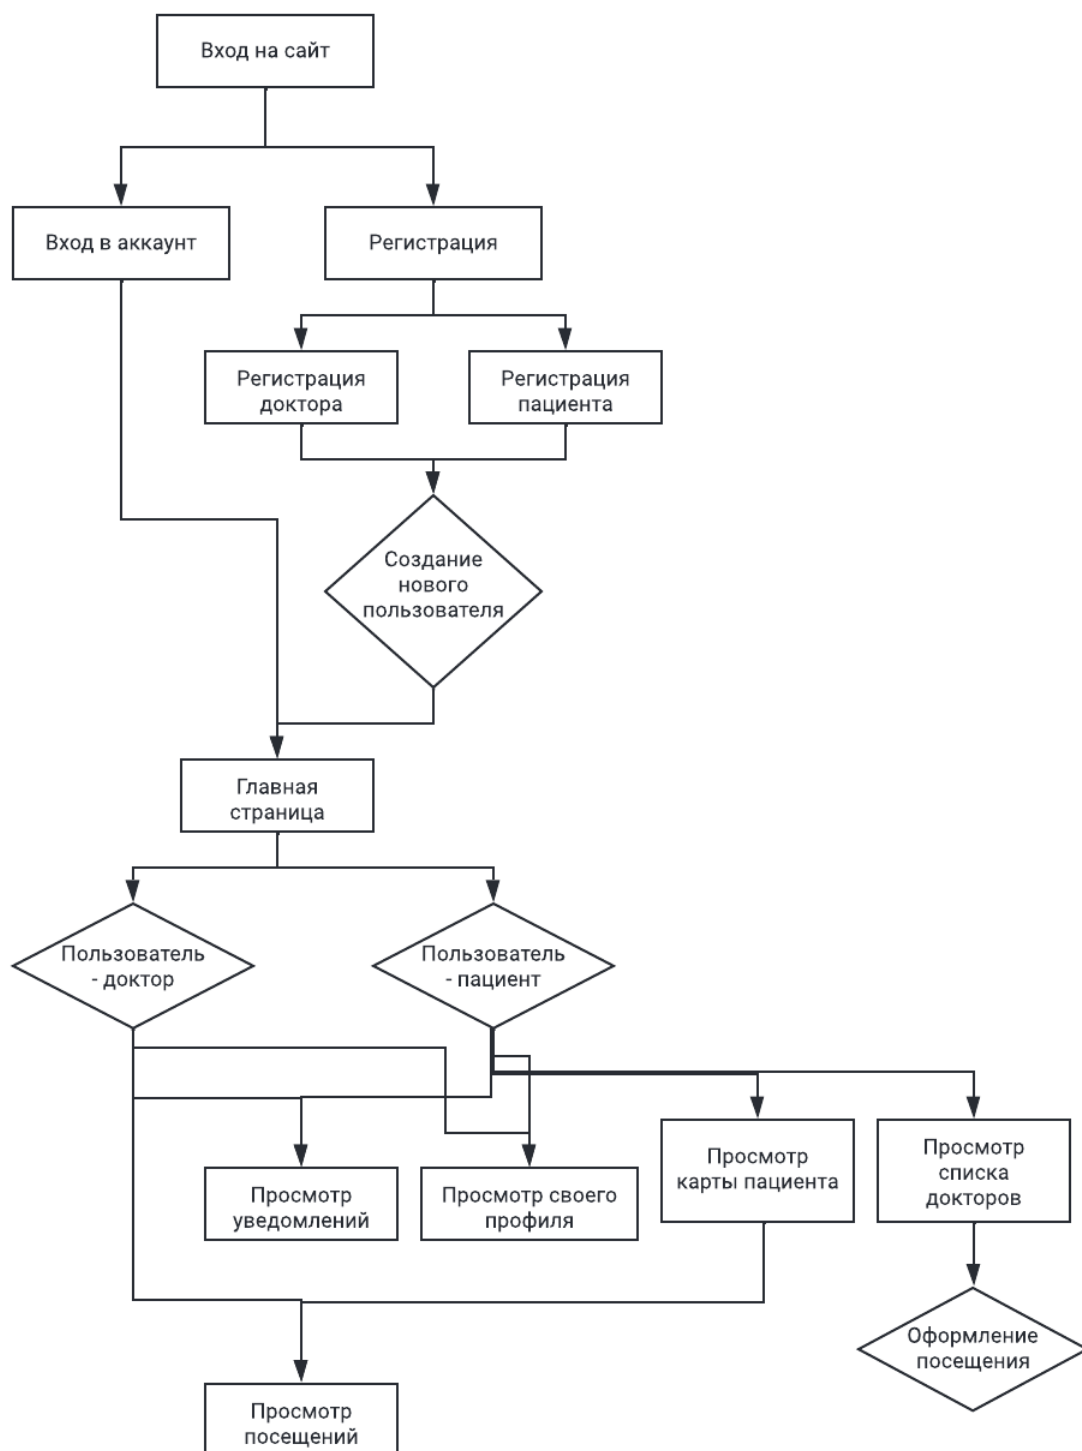 Вход на сайт
Вход в аккаунт
Регистрация
Регистрация
доктора
Регистрация
пациента
Создание
нового
пользователя
Главная
страница
Пользователь
- доктор
Пользователь
- пациент
Просмотр
уведомлений
Просмотр своего
профиля
Просмотр
карты пациента
Просмотр
списка
докторов
Оформление
посещения
Просмотр
посещений